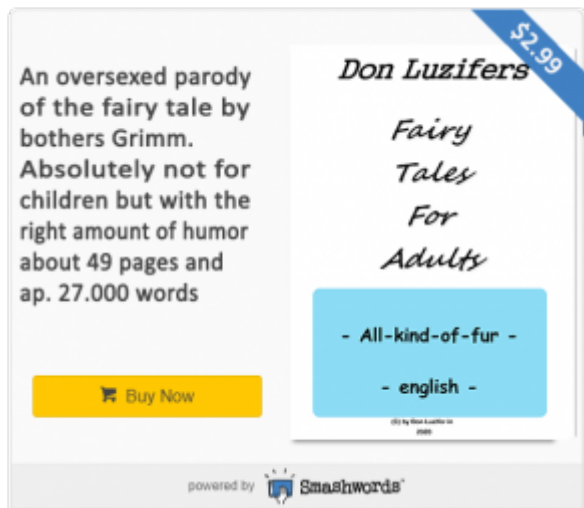 An oversexed parody
of the fairy tale by
bothers Grimm.
Absolutely not for
children but with the
right amount of humor
about 49 pages and
ap. 27.000 words
Buy Now
$2.99
Don Luzifers
Fairy
Tales
For
Adults
- All-kind-of-fur -
- english -
powered by Smashwords